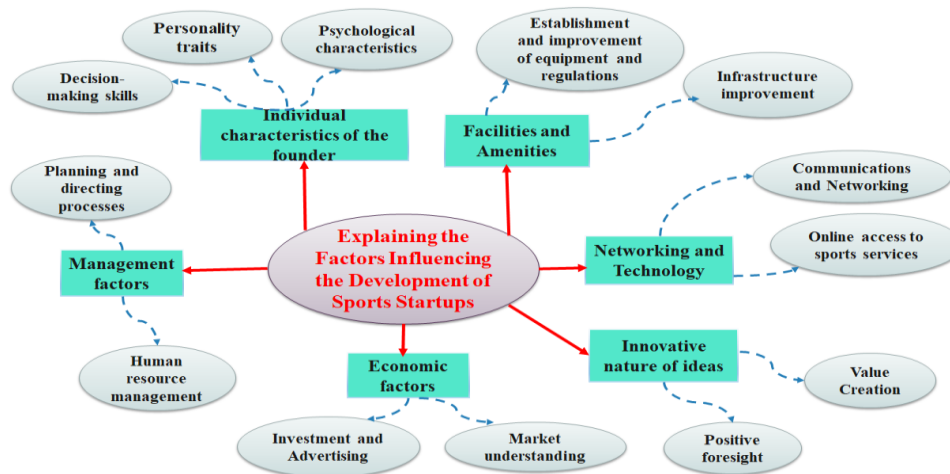 Personality
traits
Psychological
characteristics
Establishment
and improvement
of equipment and
regulations
Decision-
making skills
Infrastructure
improvement
Individual
characteristics of the
founder
Facilities and
Amenities
Planning and
directing
processes
Communications
and Networking
Explaining the
Factors Influencing
the Development of
Sports Startups
Networking and
Technology
Online access to
sports services
Management
factors
Human
resource
management
Economic
factors
Innovative
nature of ideas
Value
Creation
Investment and
Advertising
Market
understanding
Positive
foresight